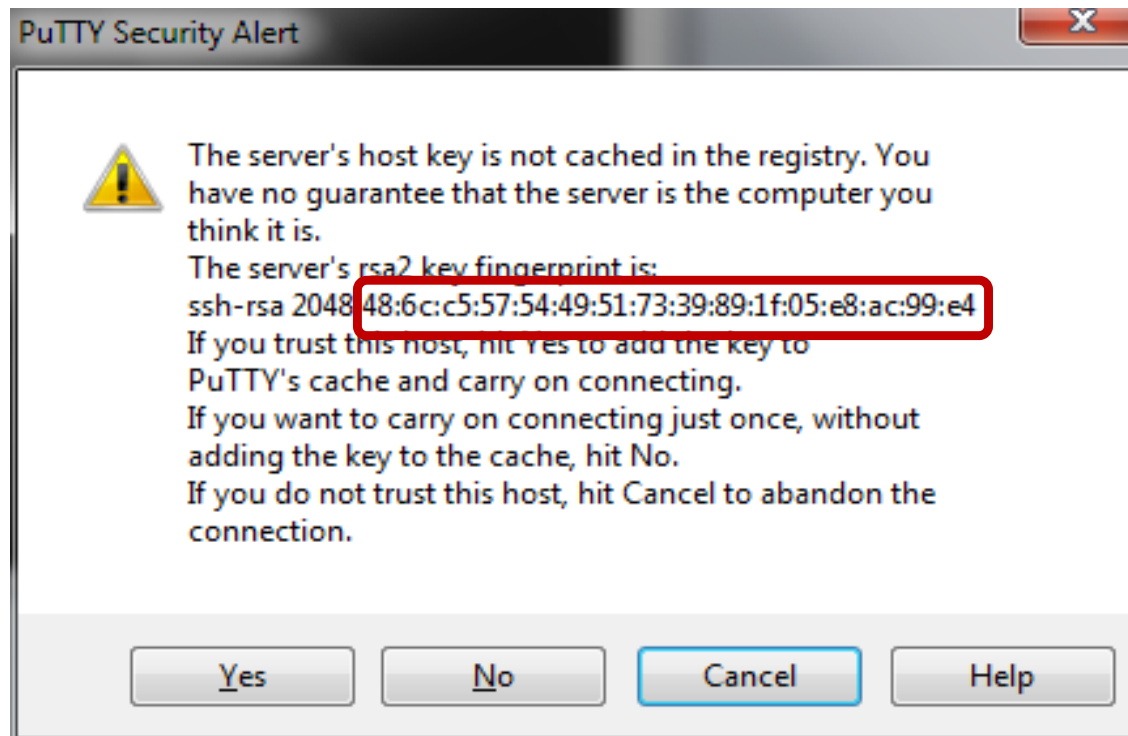 PuTTY Security Alert
The server's host key is not cached in the registry. You
have no guarantee that the server is the computer you
think it is.
The server's rsa2 key fingerprint is:
ssh-rsa 2048 48:6c:c5:57:54:49:51:73:39:89:1f:05:e8:ac:99:e4
If you trust this host, hit Yes to add the key to
PuTTY's cache and carry on connecting.
If you want to carry on connecting just once, without
adding the key to the cache, hit No.
If you do not trust this host, hit Cancel to abandon the
connection.
Yes No Cancel Help